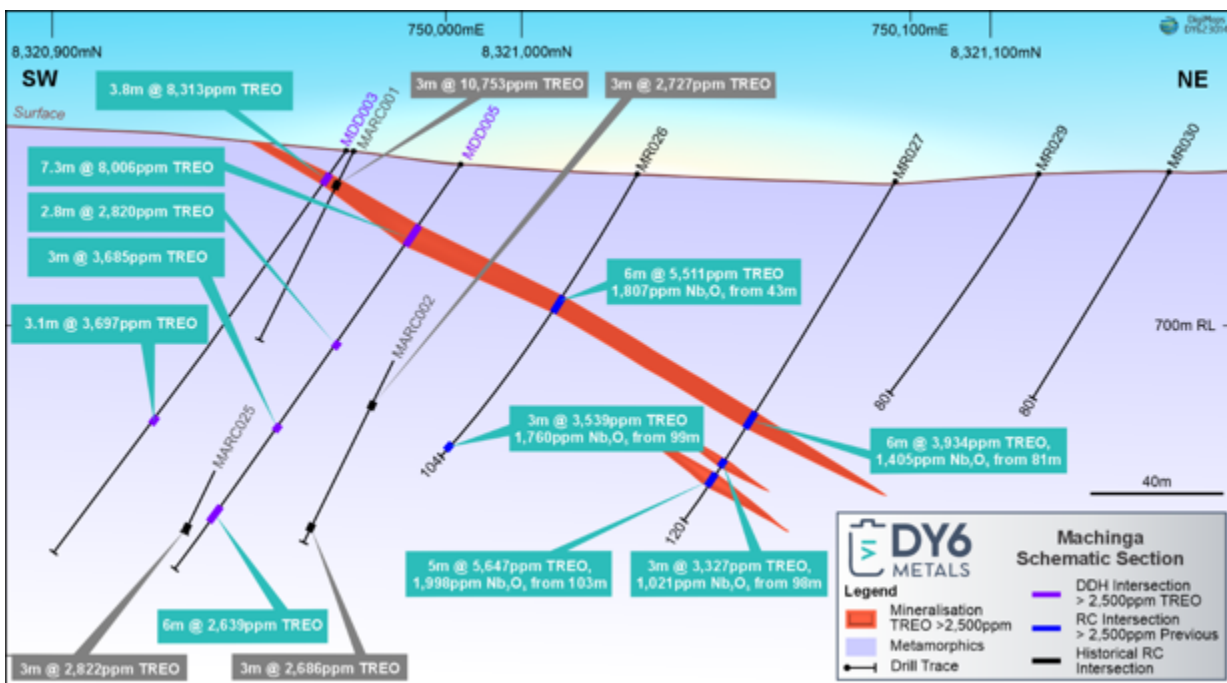 750,000mE
750,100mE
8,320,900mN
8,321,000mN
8,321,100mN
DigiMaps
SW
NE
3.8m @ 8,313ppm TREO
3m @ 10,753ppm TREO
3m @ 2,727ppm TREO
Surface
MDD003
MARC001
MDD005
MR026
MR027
MR029
MR030
7.3m @ 8,006ppm TREO
2.8m @ 2,820ppm TREO
3m @ 3,685ppm TREO
3.1m @ 3,697ppm TREO
6m @ 5,511ppm TREO
1,807ppm Nb₂O₅ from 43m
700m RL
MARC002
MARC025
80
80
3m @ 3,539ppm TREO
1,760ppm Nb₂O₅ from 99m
104
6m @ 3,934ppm TREO,
1,405ppm Nb₂O₅ from 81m
40m
120
5m @ 5,647ppm TREO,
1,998ppm Nb₂O₅ from 103m
3m @ 3,327ppm TREO,
1,021ppm Nb₂O₅ from 98m
6m @ 2,639ppm TREO
3m @ 2,822ppm TREO
3m @ 2,686ppm TREO
DY6
METALS
Machinga
Schematic Section
Legend
Mineralisation
TREO >2,500ppm
Metamorphics
Drill Trace
DDH Intersection
> 2,500ppm TREO
RC Intersection
> 2,500ppm Previous
Historical RC
Intersection